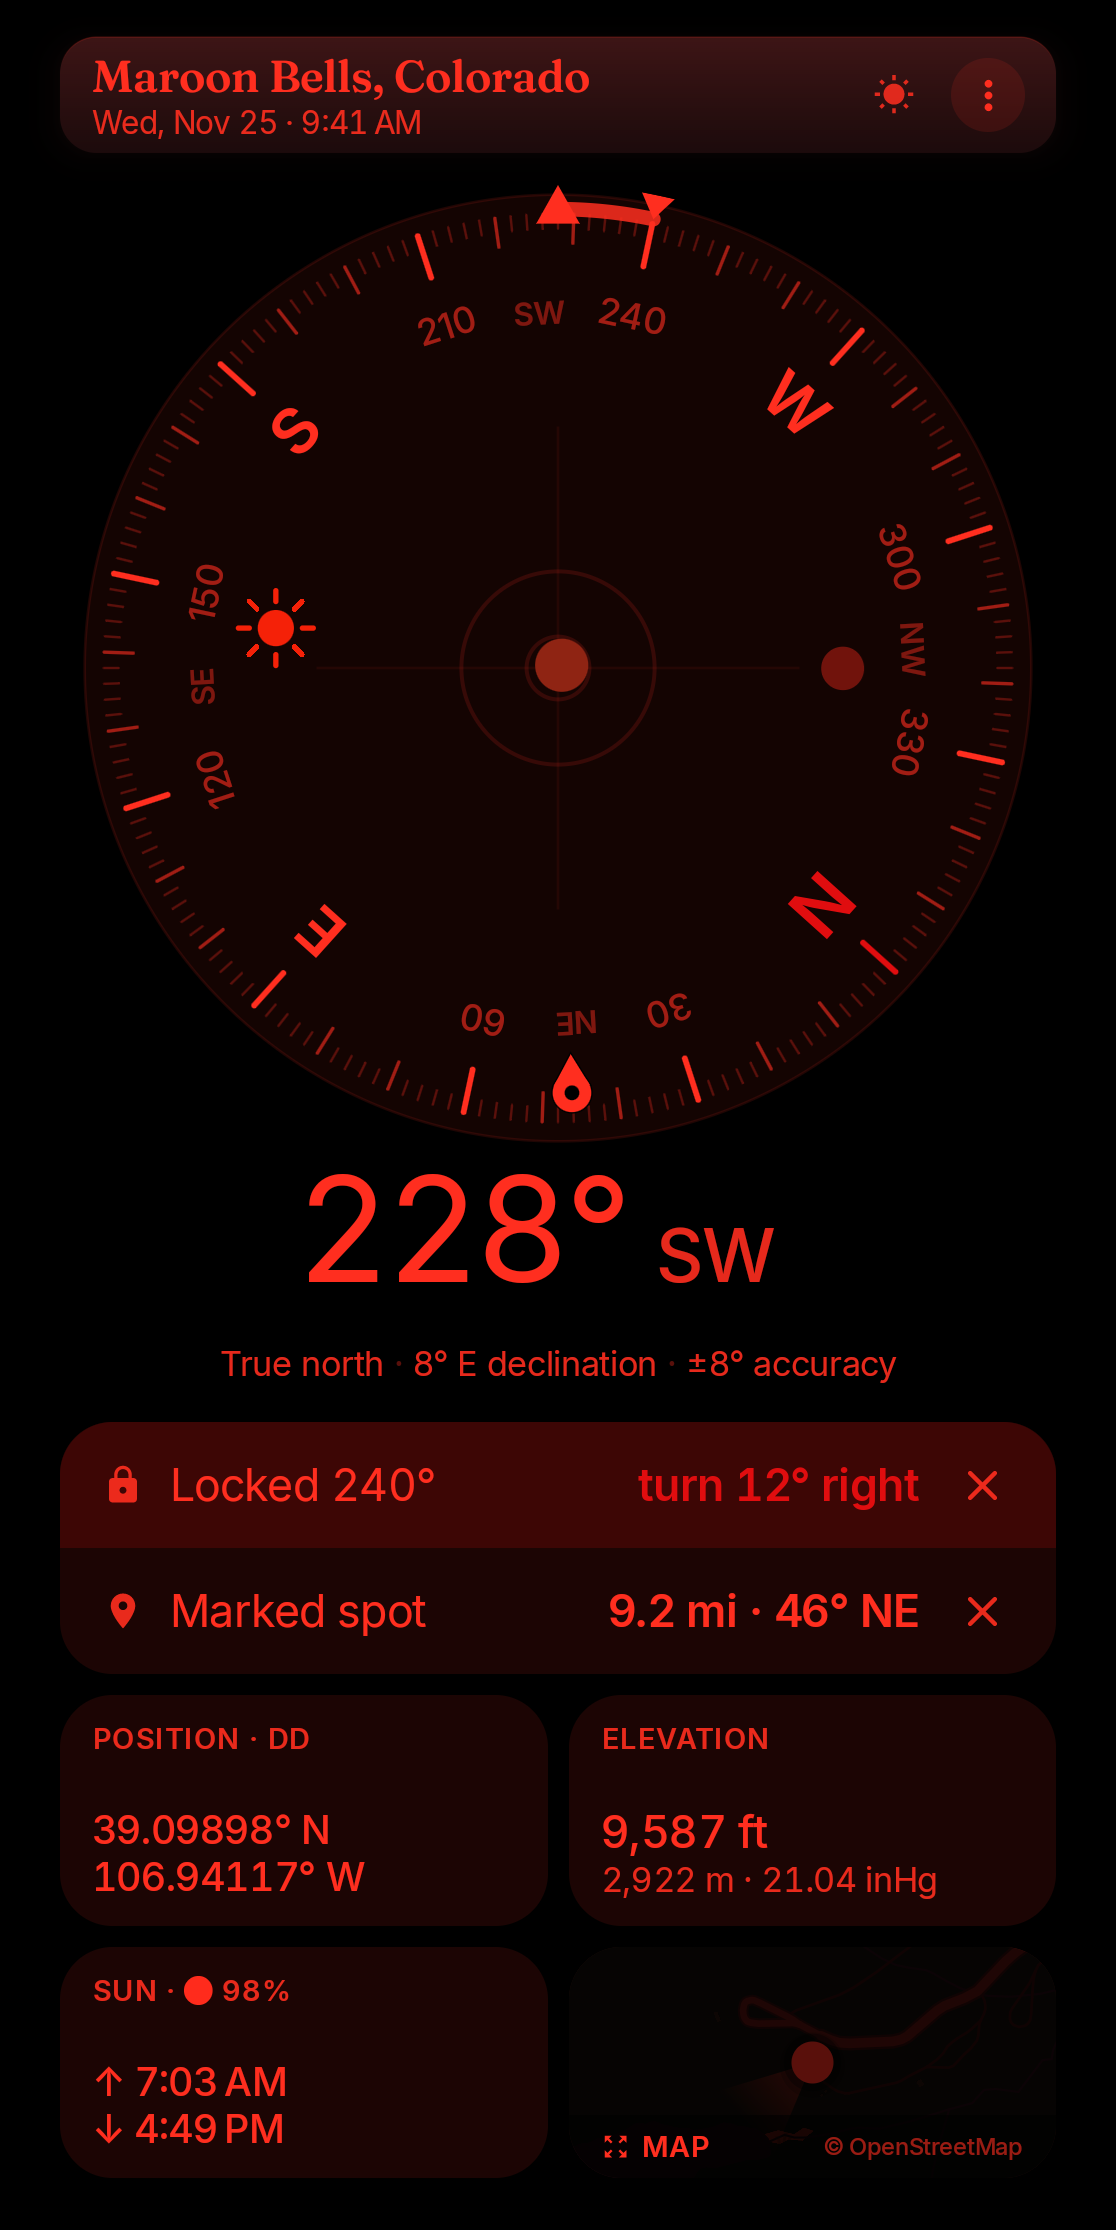 Maroon Bells, Colorado
Wed, Nov 25 · 9:41 AM
210 SW 240
S W
150 300
SE NW
120 330
E N
60 NE 30
228° SW
True north · 8° E declination · ±8° accuracy
Locked 240° turn 12° right
Marked spot 9.2 mi · 46° NE
POSITION · DD
39.09898° N
106.94117° W
ELEVATION
9,587 ft
2,922 m · 21.04 inHg
SUN · 98%
↑ 7:03 AM
↓ 4:49 PM
MAP © OpenStreetMap